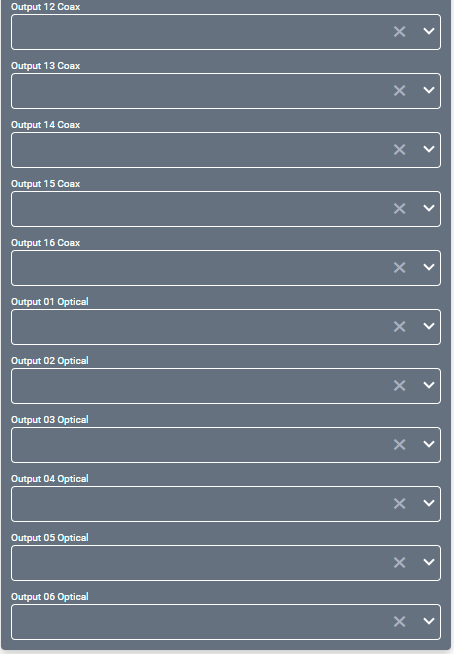 Output 12 Coax
Output 13 Coax
Output 14 Coax
Output 15 Coax
Output 16 Coax
Output 01 Optical
Output 02 Optical
Output 03 Optical
Output 04 Optical
Output 05 Optical
Output 06 Optical